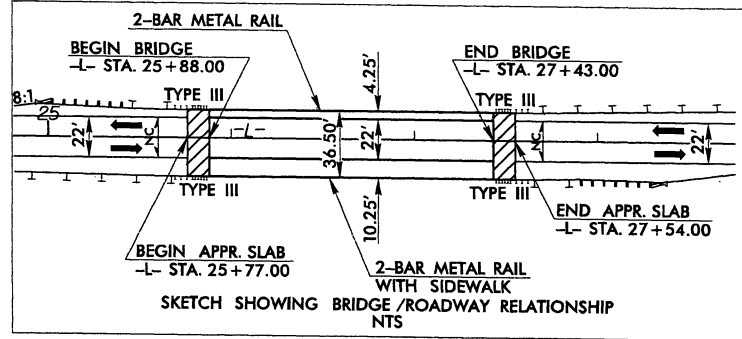 2-BAR METAL RAIL
BEGIN BRIDGE
-L- STA. 25+88.00
END BRIDGE
-L- STA. 27+43.00
4.25'
8:1
TYPE III
TYPE III
25
22'
NC
-L-
36.50'
22'
NC
22'
TYPE III
TYPE III
10.25'
BEGIN APPR. SLAB
-L- STA. 25+77.00
END APPR. SLAB
-L- STA. 27+54.00
2-BAR METAL RAIL
WITH SIDEWALK
SKETCH SHOWING BRIDGE/ROADWAY RELATIONSHIP
NTS